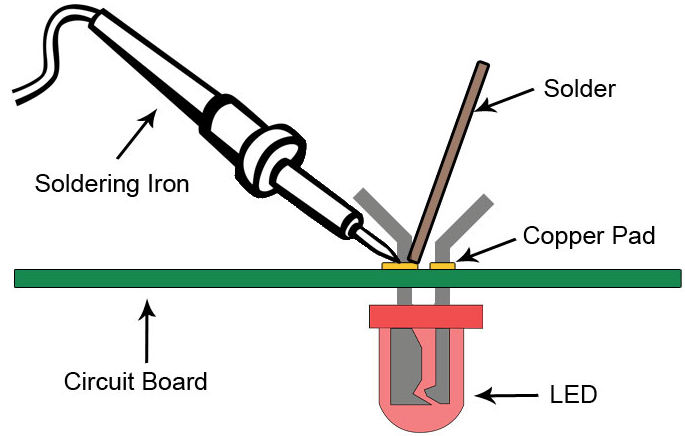 Solder
Soldering Iron
Copper Pad
Circuit Board
LED